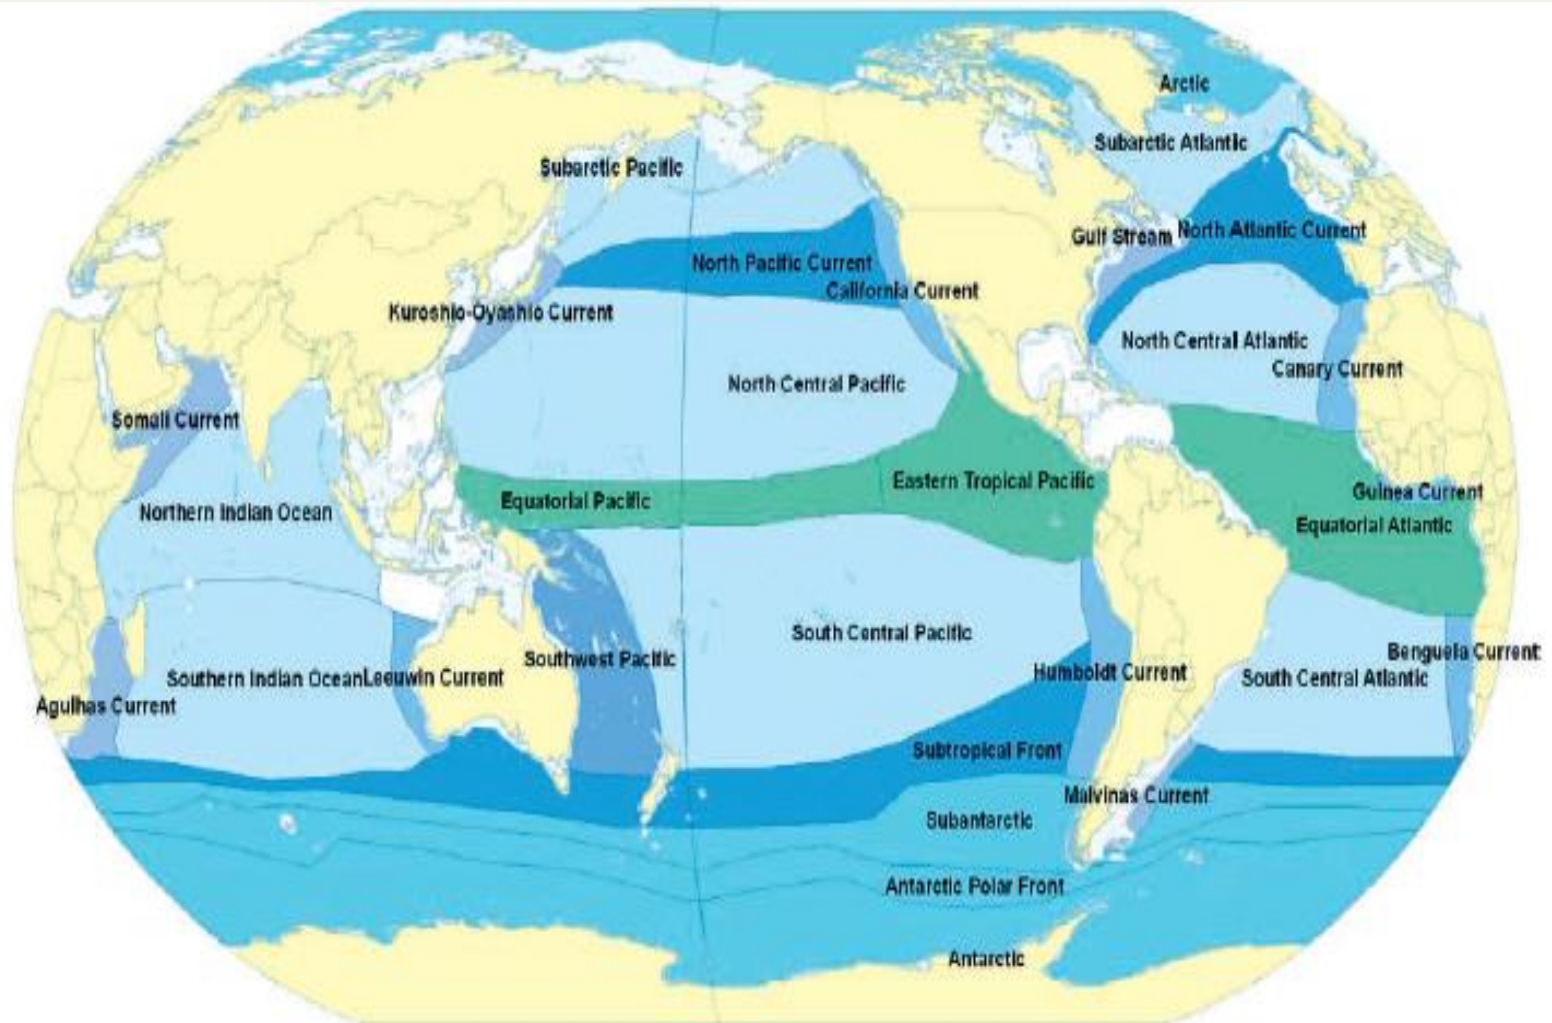 Arctic
Subarctic Atlantic
Subarctic Pacific
Gulf Stream
North Atlantic Current
North Pacific Current
California Current
Kuroshio-Oyashio Current
North Central Atlantic
Canary Current
North Central Pacific
Somali Current
Eastern Tropical Pacific
Guinea Current
Equatorial Pacific
Northern Indian Ocean
Equatorial Atlantic
South Central Pacific
Benguela Current
Southwest Pacific
Humboldt Current
Southern Indian Ocean
Leeuwin Current
South Central Atlantic
Agulhas Current
Subtropical Front
Malvinas Current
Subantarctic
Antarctic Polar Front
Antarctic